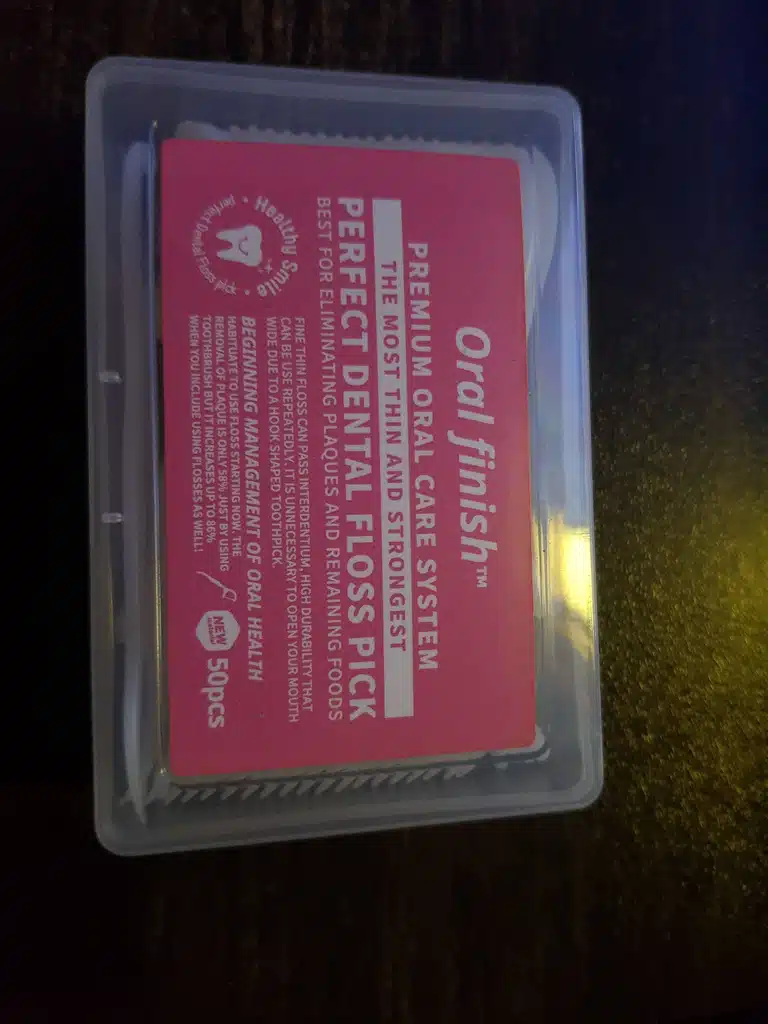 Oral finish™
PREMIUM ORAL CARE SYSTEM
THE MOST THIN AND STRONGEST
PERFECT DENTAL FLOSS PICK
BEST FOR ELIMINATING PLAQUES AND REMAINING FOODS
Healthy Smile
perfect Dental Floss pick
FINE THIN FLOSS CAN PASS INTERDENTIUM, HIGH DURABILITY THAT
CAN BE USE REPEATEDLY. IT IS UNNECESSARY TO OPEN YOUR MOUTH
WIDE DUE TO A HOOK SHAPED TOOTHPICK.
BEGINNING MANAGEMENT OF ORAL HEALTH
HABITUATE TO USE FLOSS STARTING NOW. THE
REMOVAL OF PLAQUE IS ONLY 58% JUST BY USING
TOOTHBRUSH BUT IT INCREASES UP TO 86%
WHEN YOU INCLUDE USING FLOSSES AS WELL!
NEW
50pcs